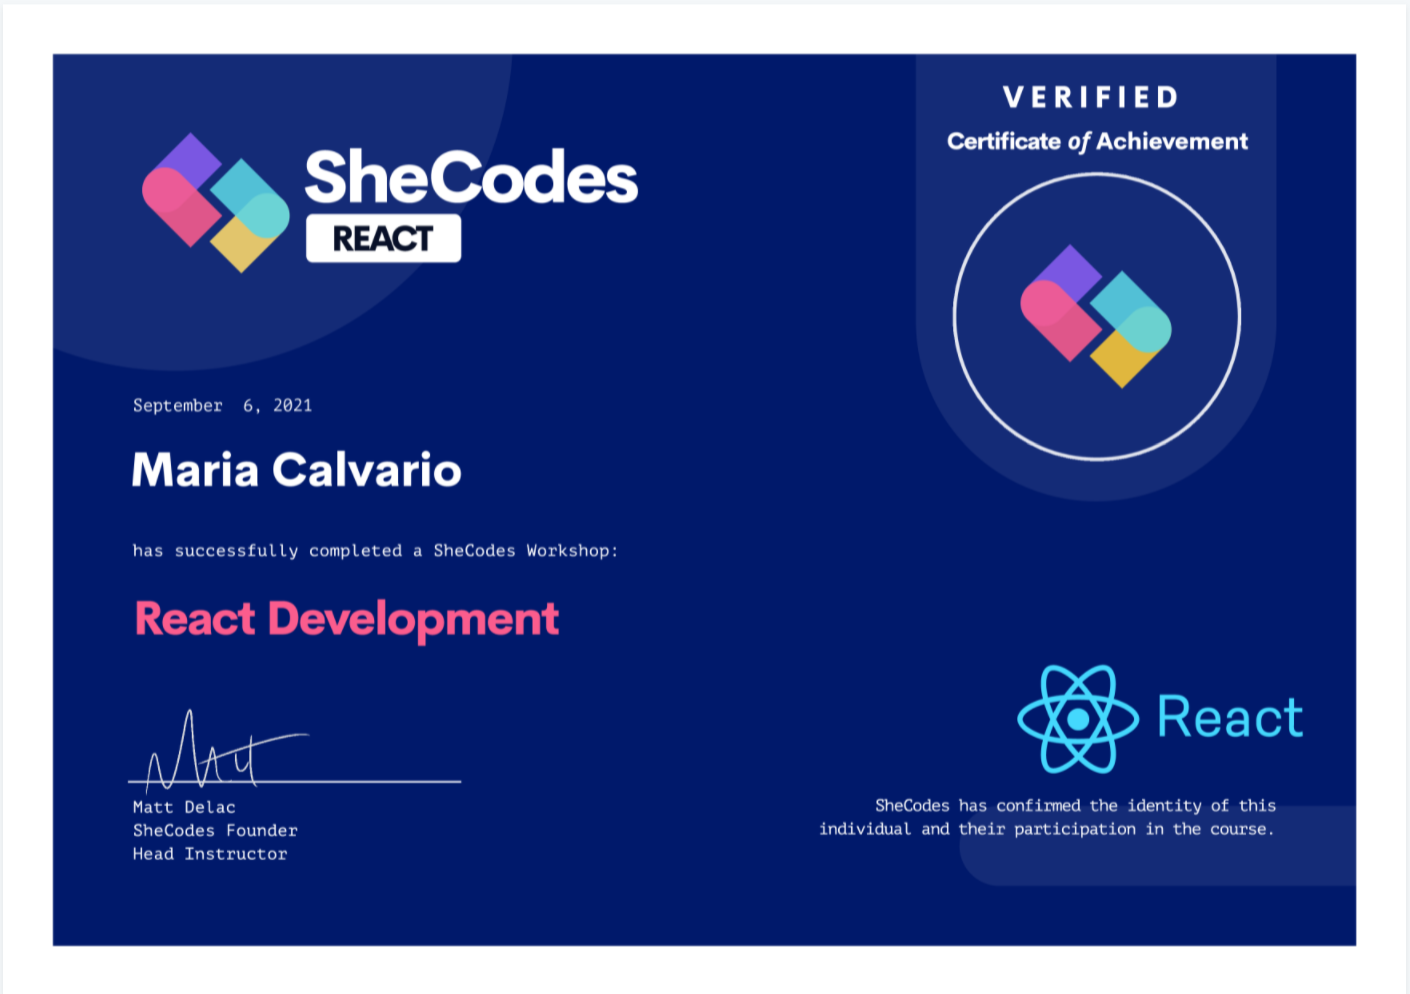 SheCodes
REACT
VERIFIED
Certificate of Achievement
September 6, 2021
Maria Calvario
has successfully completed a SheCodes Workshop:
React Development
Matt
Matt Delac
SheCodes Founder
Head Instructor
React
SheCodes has confirmed the identity of this
individual and their participation in the course.